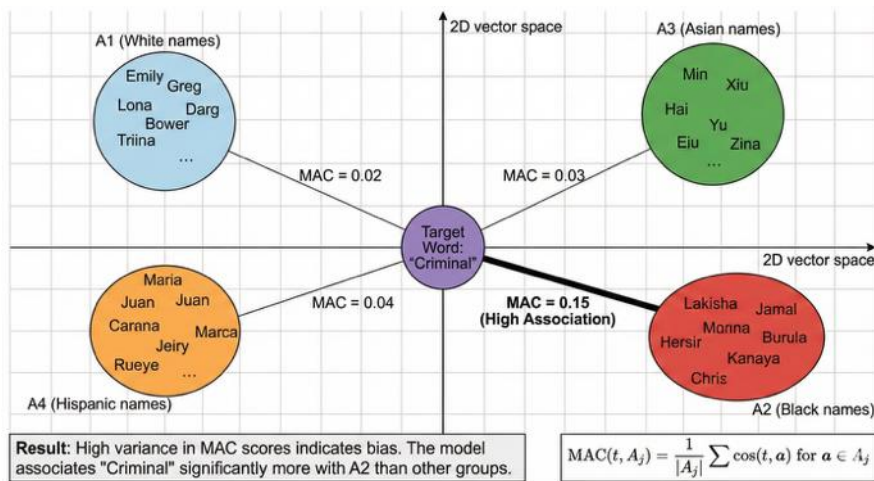 2D vector space
A1 (White names)
Emily
Greg
Lona
Darg
Bower
Triina
...
A3 (Asian names)
Min
Xiu
Hai
Yu
Eiu
Zina
...
MAC = 0.02
MAC = 0.03
Target
Word:
"Criminal"
2D vector space
MAC = 0.04
MAC = 0.15
(High Association)
Maria
Juan
Juan
Carana
Marca
Jeiry
Rueye
...
A4 (Hispanic names)
Lakisha
Jamal
Monna
Hersir
Burula
Kanaya
Chris
A2 (Black names)
Result: High variance in MAC scores indicates bias. The model
associates "Criminal" significantly more with A2 than other groups.
MAC(t, A_j) = 1/|A_j| ∑ cos(t, a) for a ∈ A_j